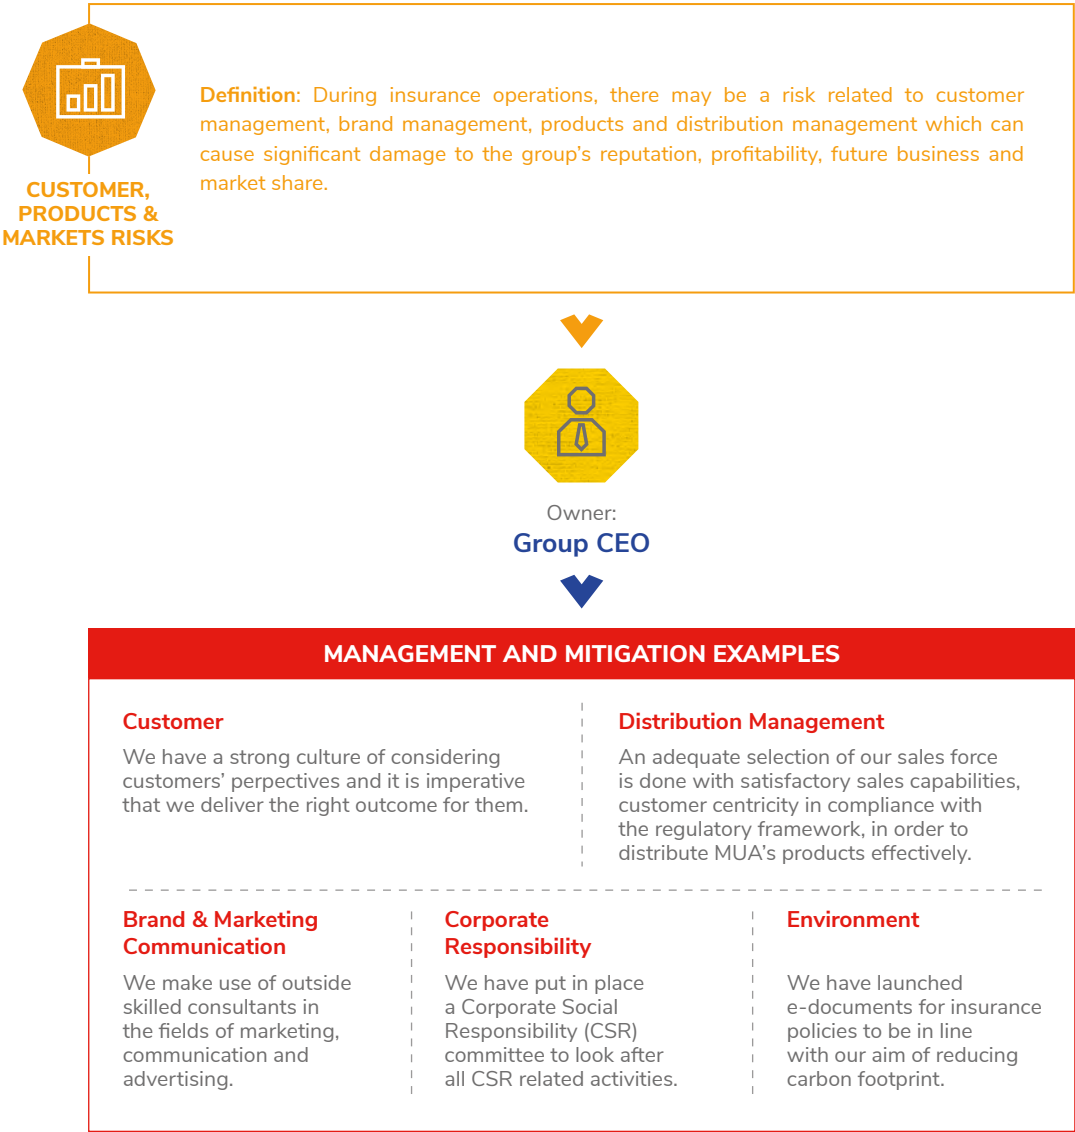 CUSTOMER,
PRODUCTS &
MARKETS RISKS
Definition: During insurance operations, there may be a risk related to customer
management, brand management, products and distribution management which can
cause significant damage to the group’s reputation, profitability, future business and
market share.
Owner:
Group CEO
MANAGEMENT AND MITIGATION EXAMPLES
Customer
We have a strong culture of considering
customers’ perpectives and it is imperative
that we deliver the right outcome for them.
Distribution Management
An adequate selection of our sales force
is done with satisfactory sales capabilities,
customer centricity in compliance with
the regulatory framework, in order to
distribute MUA’s products effectively.
Brand & Marketing
Communication
We make use of outside
skilled consultants in
the fields of marketing,
communication and
advertising.
Corporate
Responsibility
We have put in place
a Corporate Social
Responsibility (CSR)
committee to look after
all CSR related activities.
Environment
We have launched
e-documents for insurance
policies to be in line
with our aim of reducing
carbon footprint.